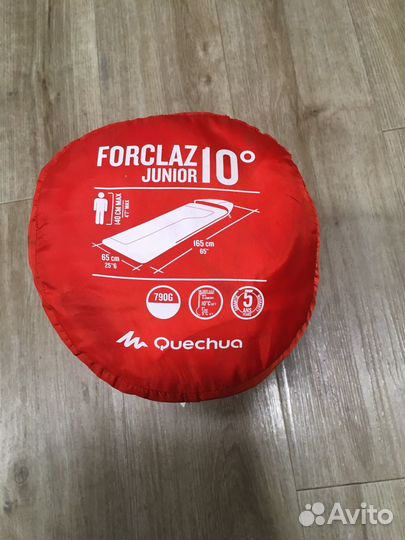 FORCLAZ 10°
JUNIOR
140 CM MAX
4'7" MAX
65 cm
25"6
165 cm
65"
790G
10°C
5
ANS
Quechua
Avito